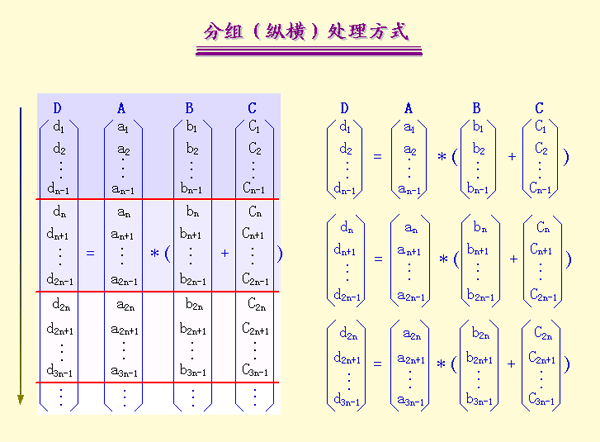 分组（纵横）处理方式
D A B C D A B C
d1 a1 b1 C1 d1 a1 b1 C1
d2 a2 b2 C2 d2 a2 b2 C2
⋮ ⋮ ⋮ ⋮ ⋮ = ⋮ *( ⋮ + ⋮ )
dn-1 an-1 bn-1 Cn-1 dn-1 an-1 bn-1 Cn-1
dn an bn Cn dn an bn Cn
dn+1 an+1 bn+1 Cn+1 dn+1 an+1 bn+1 Cn+1
⋮ = ⋮ *( ⋮ + ⋮ ) ⋮ = ⋮ *( ⋮ + ⋮ )
d2n-1 a2n-1 b2n-1 C2n-1 d2n-1 a2n-1 b2n-1 C2n-1
d2n a2n b2n C2n d2n a2n b2n C2n
d2n+1 a2n+1 b2n+1 C2n+1 d2n+1 a2n+1 b2n+1 C2n+1
⋮ ⋮ ⋮ ⋮ ⋮ = ⋮ *( ⋮ + ⋮ )
d3n-1 a3n-1 b3n-1 C3n-1 d3n-1 a3n-1 b3n-1 C3n-1
⋮ ⋮ ⋮ ⋮